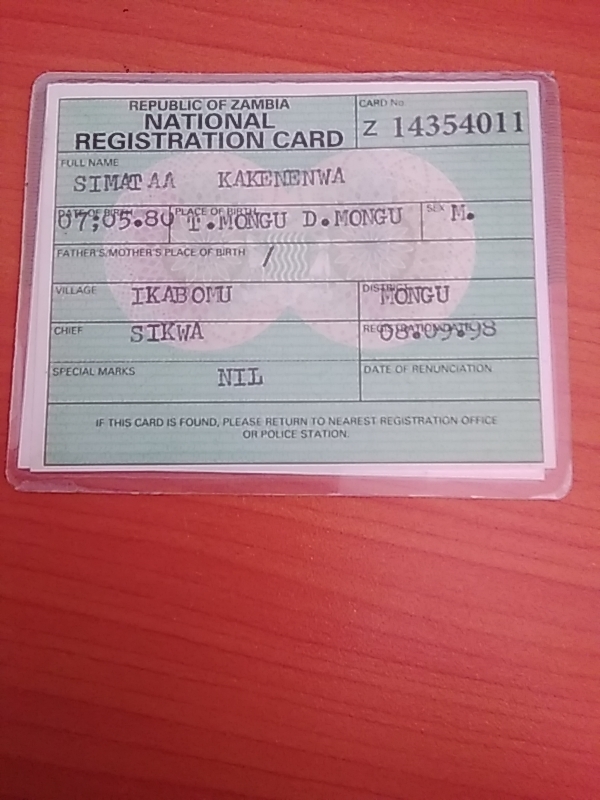 REPUBLIC OF ZAMBIA
NATIONAL
REGISTRATION CARD
CARD No.
Z 14354011
FULL NAME
SIMATAA KAKENENWA
DATE OF BIRTH PLACE OF BIRTH SEX
07;05.80 T.MONGU D.MONGU M.
FATHER'S/MOTHER'S PLACE OF BIRTH /
VILLAGE IKABOMU DISTRICT MONGU
CHIEF SIKWA REGISTRATION DATE 08.09.98
SPECIAL MARKS NIL DATE OF RENUNCIATION
IF THIS CARD IS FOUND, PLEASE RETURN TO NEAREST REGISTRATION OFFICE
OR POLICE STATION.